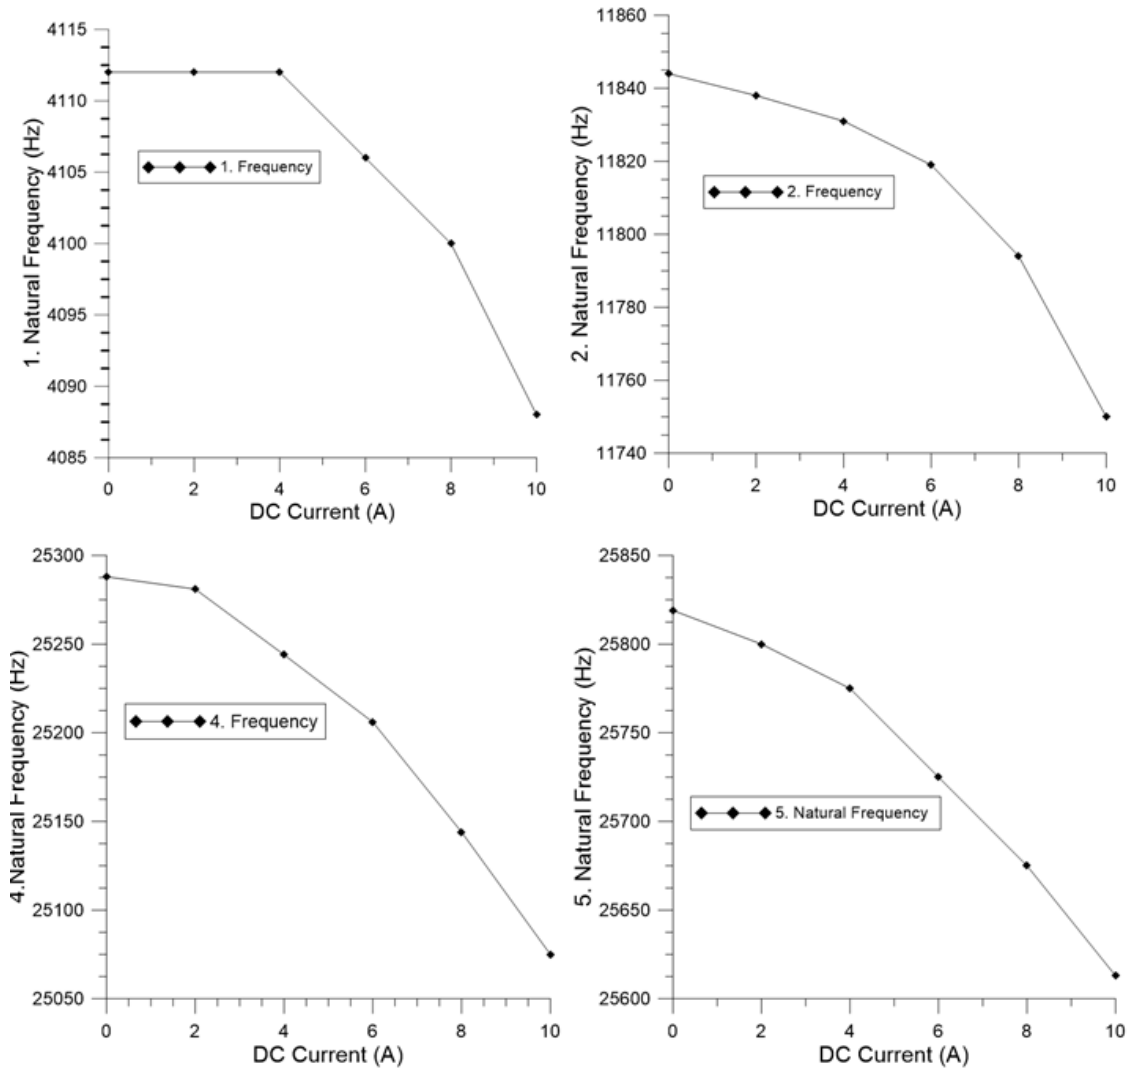 1. Natural Frequency (Hz)
4115
4110
4105
4100
4095
4090
4085
1. Frequency
0 2 4 6 8 10
DC Current (A)
2. Natural Frequency (Hz)
11860
11840
11820
11800
11780
11760
11740
2. Frequency
0 2 4 6 8 10
DC Current (A)
4.Natural Frequency (Hz)
25300
25250
25200
25150
25100
25050
4. Frequency
0 2 4 6 8 10
DC Current (A)
5. Natural Frequency (Hz)
25850
25800
25750
25700
25650
25600
5. Natural Frequency
0 2 4 6 8 10
DC Current (A)